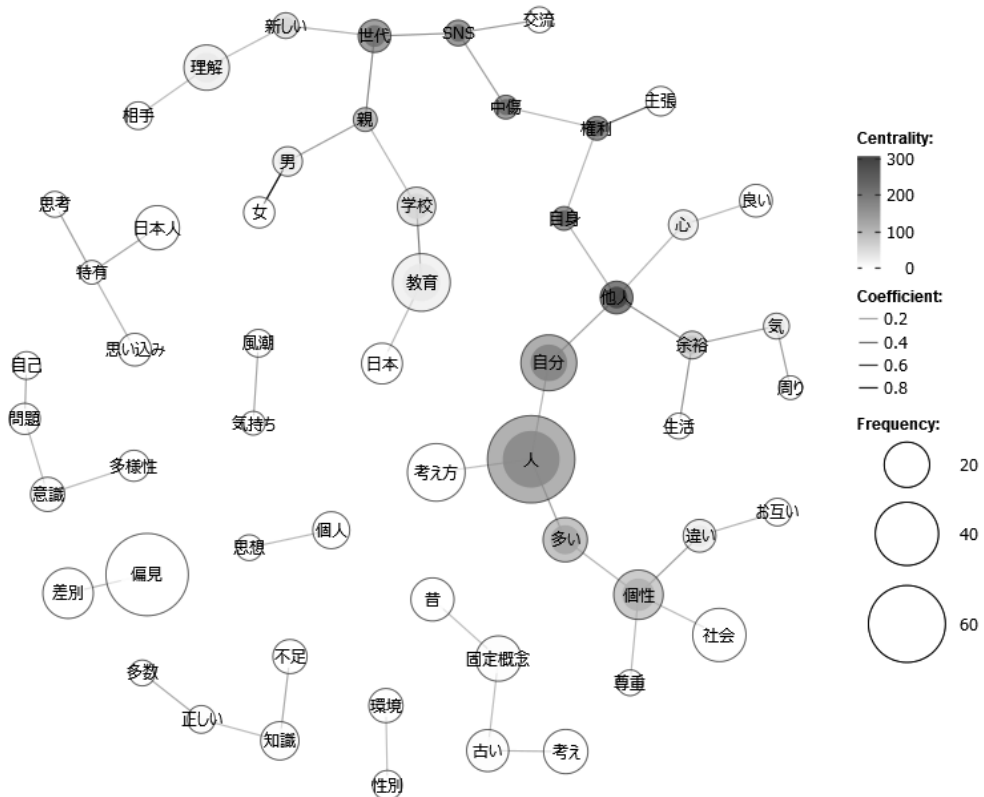 交流
新しい
世代
SNS
理解
相手
中傷
主張
権利
親
男
女
学校
思考
日本人
特有
思い込み
自身
心
良い
教育
他人
日本
風潮
気持ち
自己
問題
意識
多様性
自分
余裕
気
周り
生活
人
考え方
お互い
違い
多い
個人
思想
偏見
差別
個性
社会
尊重
昔
固定概念
古い
考え
不足
多数
正しい
知識
環境
性別
Centrality:
300
200
100
0
Coefficient:
0.2
0.4
0.6
0.8
Frequency:
20
40
60